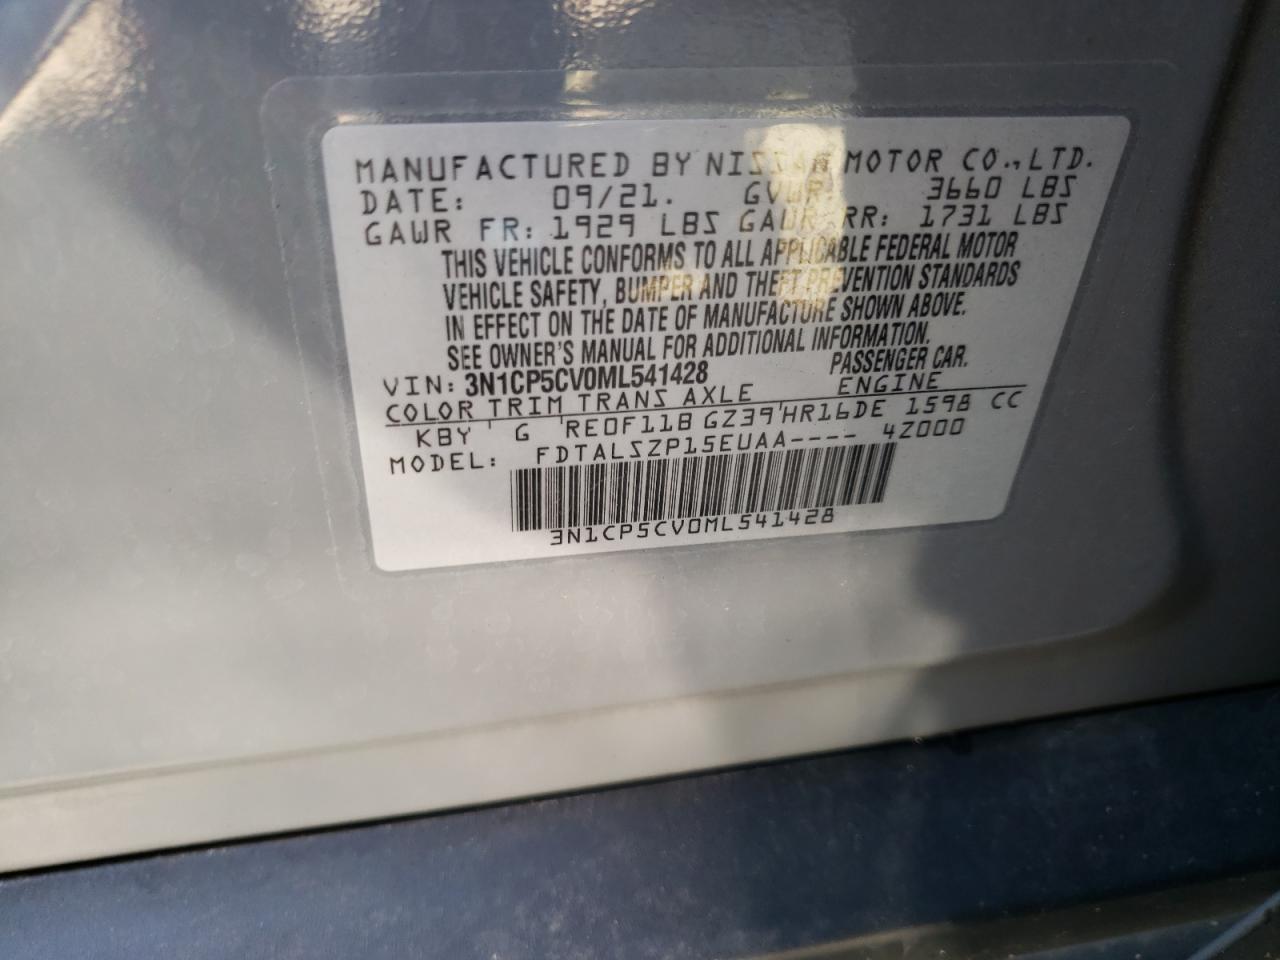 MANUFACTURED BY NISSAN MOTOR CO., LTD.
DATE: 09/21. GVWR 3660 LBS
GAWR FR: 1929 LBS GAWR RR: 1731 LBS
THIS VEHICLE CONFORMS TO ALL APPLICABLE FEDERAL MOTOR
VEHICLE SAFETY, BUMPER AND THEFT PREVENTION STANDARDS
IN EFFECT ON THE DATE OF MANUFACTURE SHOWN ABOVE.
SEE OWNER'S MANUAL FOR ADDITIONAL INFORMATION.
VIN: 3N1CP5CV0ML541428 PASSENGER CAR.
COLOR TRIM TRANS AXLE ENGINE
KBY ' G 'RE0F11B GZ39'HR16DE 1598 CC
MODEL: FDTALSZP15EUAA---- 4Z000
3N1CP5CV0ML541428